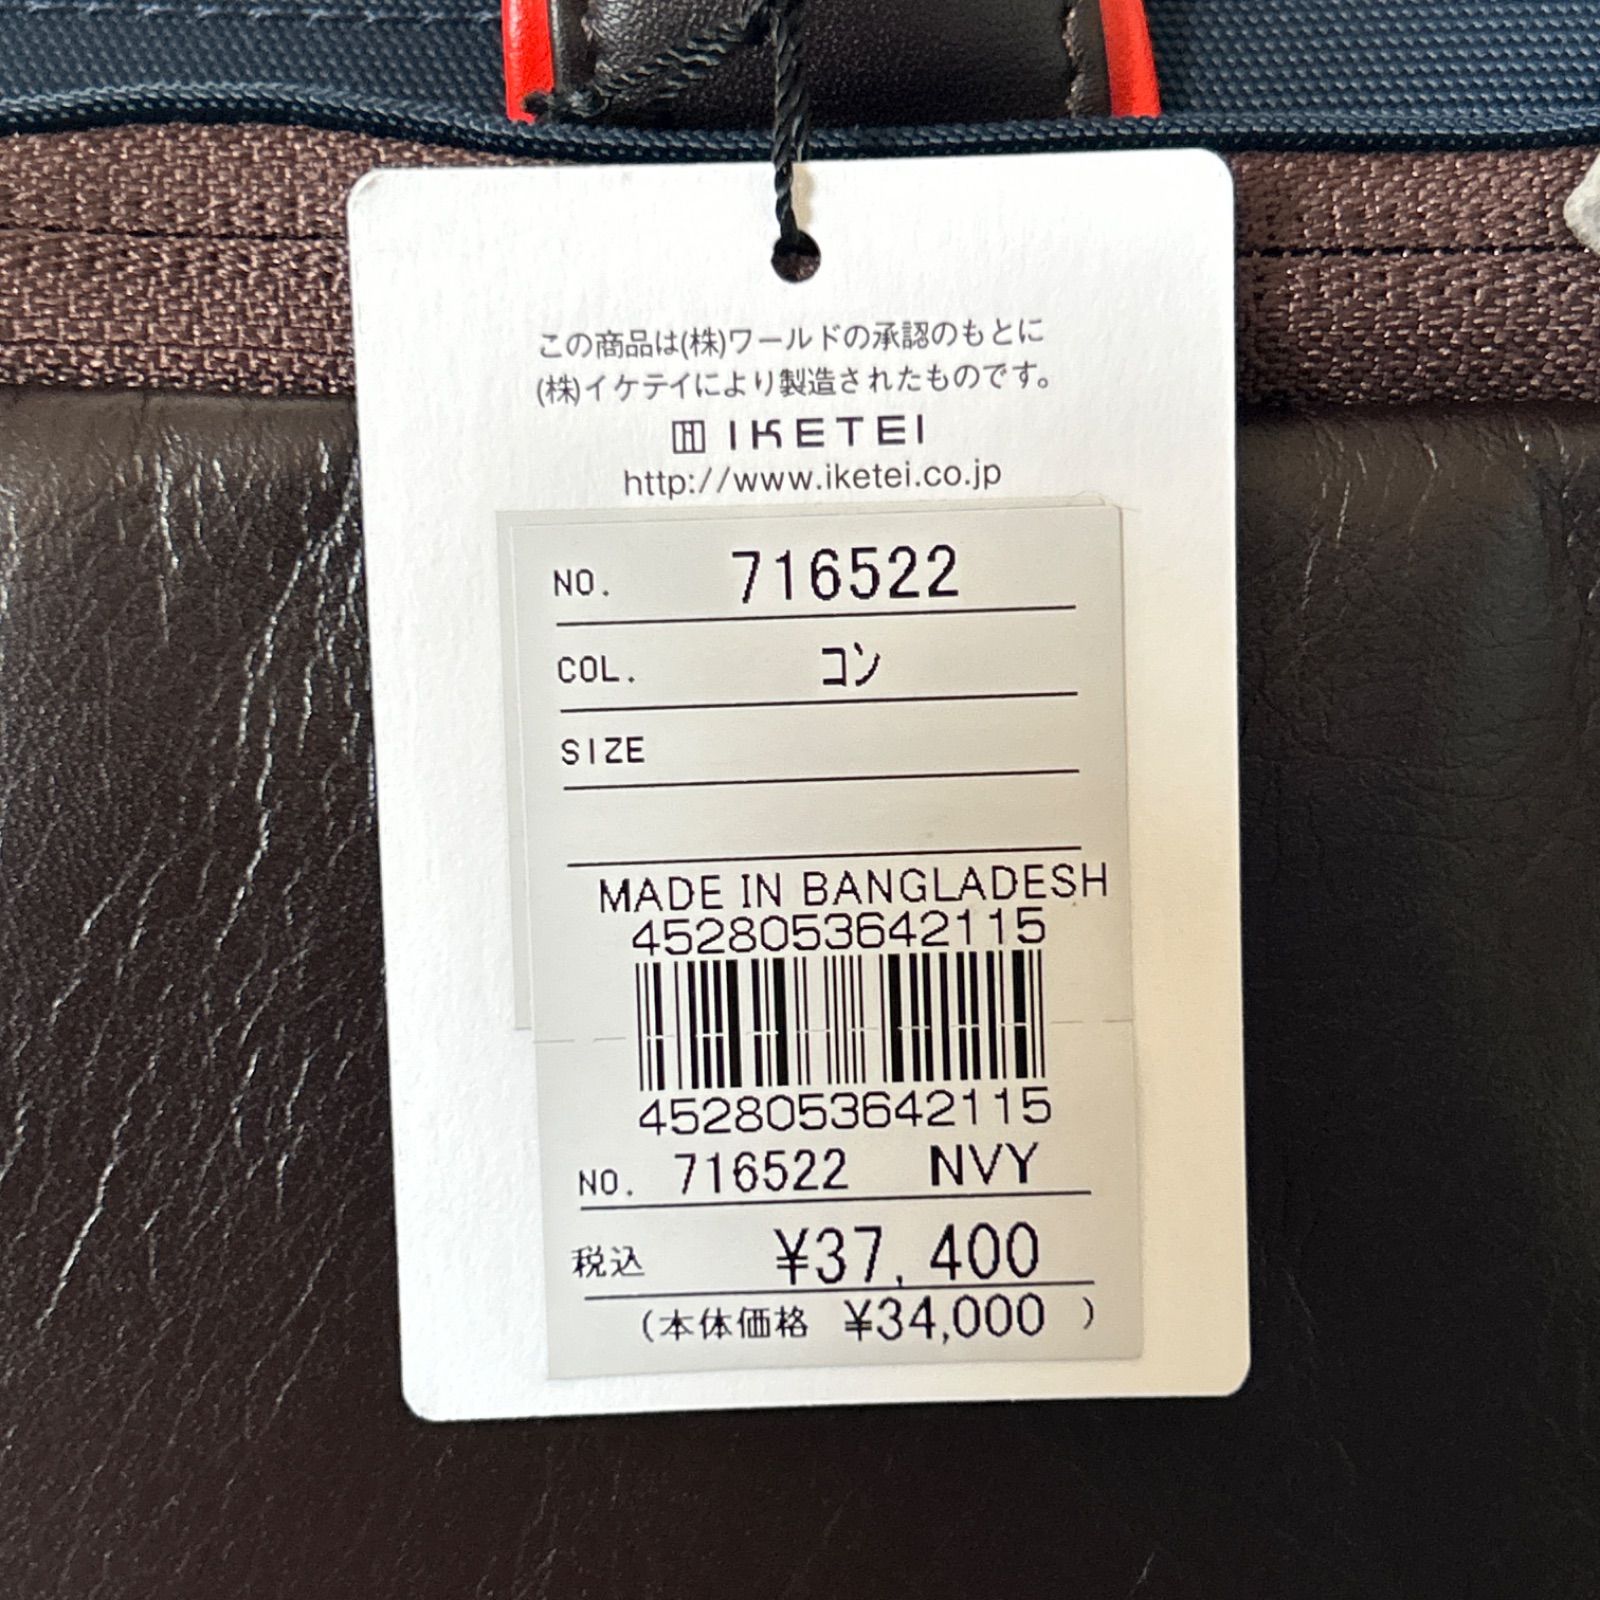 この商品は(株)ワールドの承認のもとに
(株)イケテイにより製造されたものです。
IKETEI
http://www.iketei.co.jp
NO. 716522
COL. コン
SIZE
MADE IN BANGLADESH
4528053642115
4528053642115
NO. 716522 NVY
税込 ¥37,400
(本体価格 ¥34,000 )